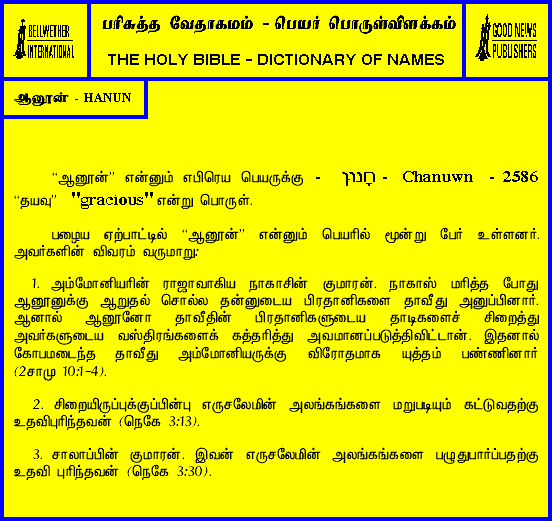 BELLWETHER
INTERNATIONAL
பரிசுத்த வேதாகமம் - பெயர் பொருள்விளக்கம்
THE HOLY BIBLE - DICTIONARY OF NAMES
GOOD NEWS
PUBLISHERS
ஆனூன் - HANUN
“ஆனூன்” என்னும் எபிரெய பெயருக்கு - חָנוּן - Chanuwn - 2586
“தயவு” "gracious" என்று பொருள்.
பழைய ஏற்பாட்டில் “ஆனூன்” என்னும் பெயரில் மூன்று பேர் உள்ளனர்.
அவர்களின் விவரம் வருமாறு:
1. அம்மோனியரின் ராஜாவாகிய நாகாசின் குமாரன். நாகாஸ் மரித்த போது
ஆனூனுக்கு ஆறுதல் சொல்ல தன்னுடைய பிரதானிகளை தாவீது அனுப்பினார்.
ஆனால் ஆனூனோ தாவீதின் பிரதானிகளுடைய தாடிகளைச் சிரைத்து
அவர்களுடைய வஸ்திரங்களைக் கத்தரித்து அவமானப்படுத்திவிட்டான். இதனால்
கோபமடைந்த தாவீது அம்மோனியருக்கு விரோதமாக யுத்தம் பண்ணினார்
(2சாமு 10:1-4).
2. சிறையிருப்புக்குப்பின்பு எருசலேமின் அலங்கங்களை மறுபடியும் கட்டுவதற்கு
உதவிபுரிந்தவன் (நெகே 3:13).
3. சாலாப்பின் குமாரன். இவன் எருசலேமின் அலங்கங்களை பழுதுபார்ப்பதற்கு
உதவி புரிந்தவன் (நெகே 3:30).